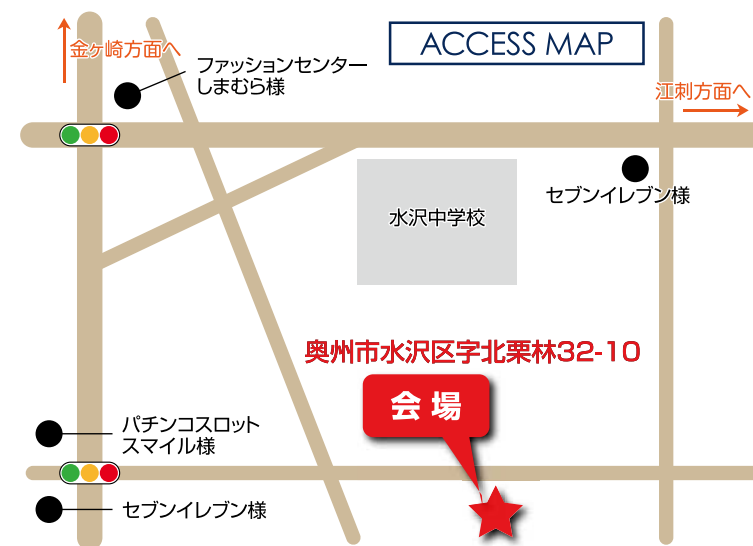 ACCESS MAP
金ヶ崎方面へ
ファッションセンター
しまむら様
江刺方面へ
セブンイレブン様
水沢中学校
奥州市水沢区字北栗林32-10
会場
パチンコスロット
スマイル様
セブンイレブン様